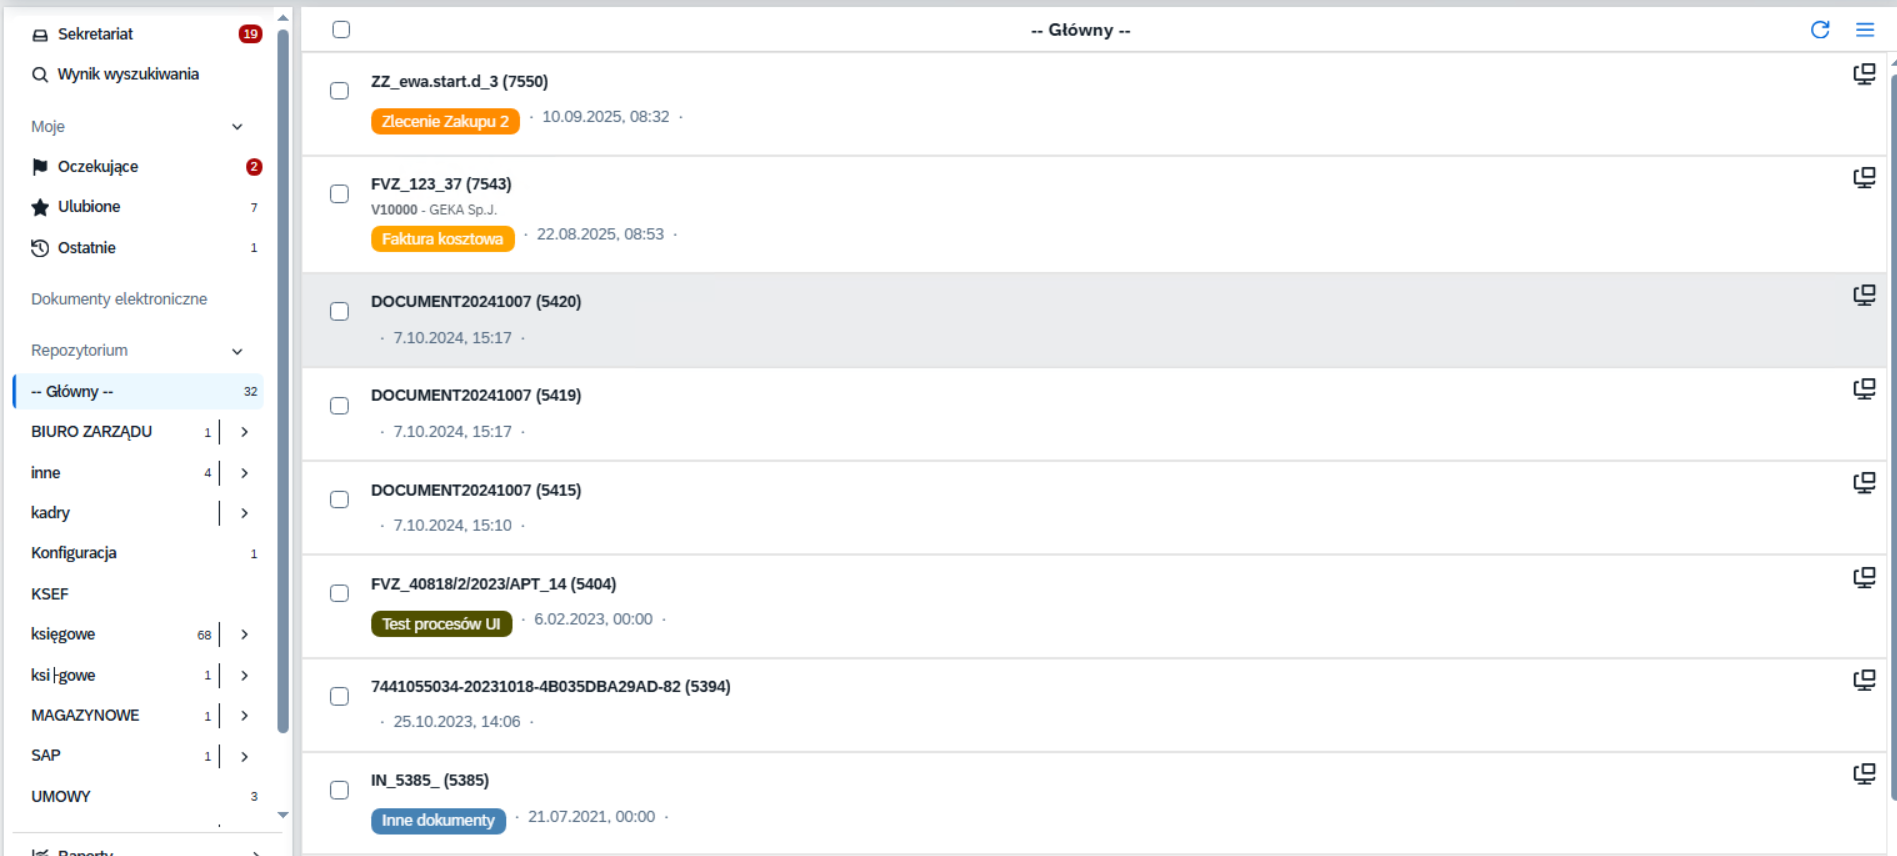 Sekretariat 19
Wynik wyszukiwania
Moje
Oczekujące 2
Ulubione 7
Ostatnie 1
Dokumenty elektroniczne
Repozytorium
-- Główny -- 32
BIURO ZARZĄDU 1
inne 4
kadry
Konfiguracja 1
KSEF
księgowe 68
ksi├gowe 1
MAGAZYNOWE 1
SAP 1
UMOWY 3
Raporty
-- Główny --
ZZ_ewa.start.d_3 (7550)
Zlecenie Zakupu 2 · 10.09.2025, 08:32 ·
FVZ_123_37 (7543)
V10000 - GEKA Sp.J.
Faktura kosztowa · 22.08.2025, 08:53 ·
DOCUMENT20241007 (5420)
· 7.10.2024, 15:17 ·
DOCUMENT20241007 (5419)
· 7.10.2024, 15:17 ·
DOCUMENT20241007 (5415)
· 7.10.2024, 15:10 ·
FVZ_40818/2/2023/APT_14 (5404)
Test procesów UI · 6.02.2023, 00:00 ·
7441055034-20231018-4B035DBA29AD-82 (5394)
· 25.10.2023, 14:06 ·
IN_5385_ (5385)
Inne dokumenty · 21.07.2021, 00:00 ·